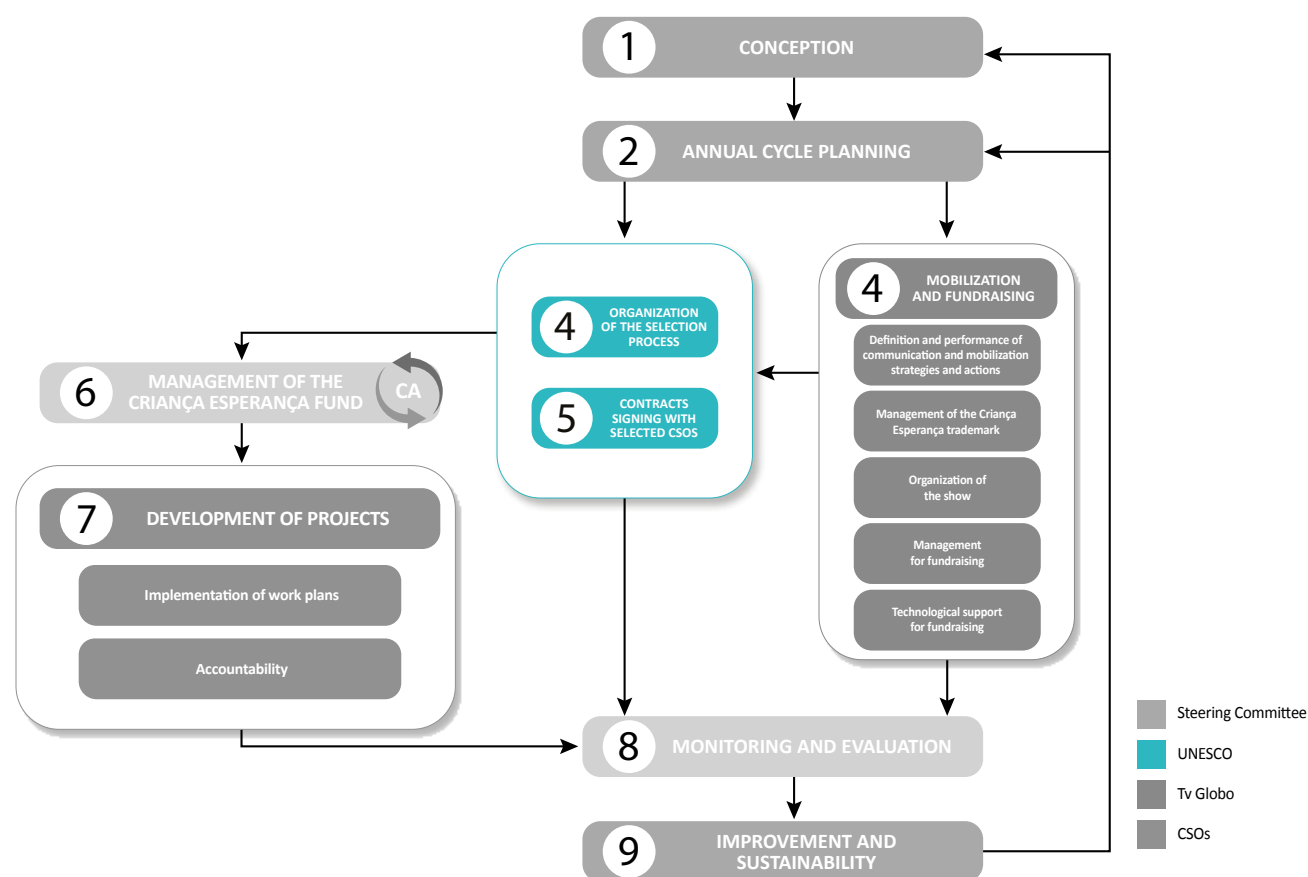 1
CONCEPTION
2
ANNUAL CYCLE PLANNING
4
ORGANIZATION
OF THE SELECTION
PROCESS
5
CONTRACTS
SIGNING WITH
SELECTED CSOS
4
MOBILIZATION
AND FUNDRAISING
Definition and performance of
communication and mobilization
strategies and actions
Management of the Criança
Esperança trademark
Organization of
the show
Management
for fundraising
Technological support
for fundraising
6
MANAGEMENT OF THE
CRIANÇA ESPERANÇA FUND
CA
7
DEVELOPMENT OF PROJECTS
Implementation of work plans
Accountability
8
MONITORING AND EVALUATION
9
IMPROVEMENT AND
SUSTAINABILITY
Steering Committee
UNESCO
Tv Globo
CSOs